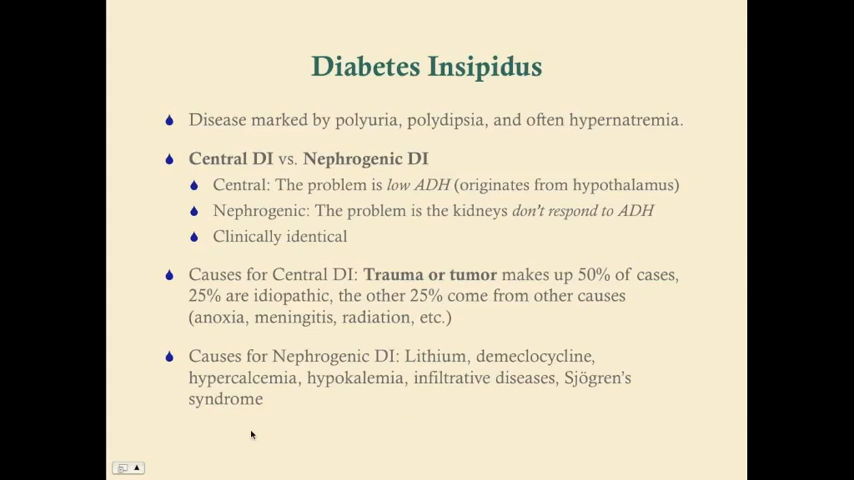 Diabetes Insipidus
Disease marked by polyuria, polydipsia, and often hypernatremia.
Central DI vs. Nephrogenic DI
Central: The problem is low ADH (originates from hypothalamus)
Nephrogenic: The problem is the kidneys don't respond to ADH
Clinically identical
Causes for Central DI: Trauma or tumor makes up 50% of cases,
25% are idiopathic, the other 25% come from other causes
(anoxia, meningitis, radiation, etc.)
Causes for Nephrogenic DI: Lithium, demeclocycline,
hypercalcemia, hypokalemia, infiltrative diseases, Sjögren's
syndrome